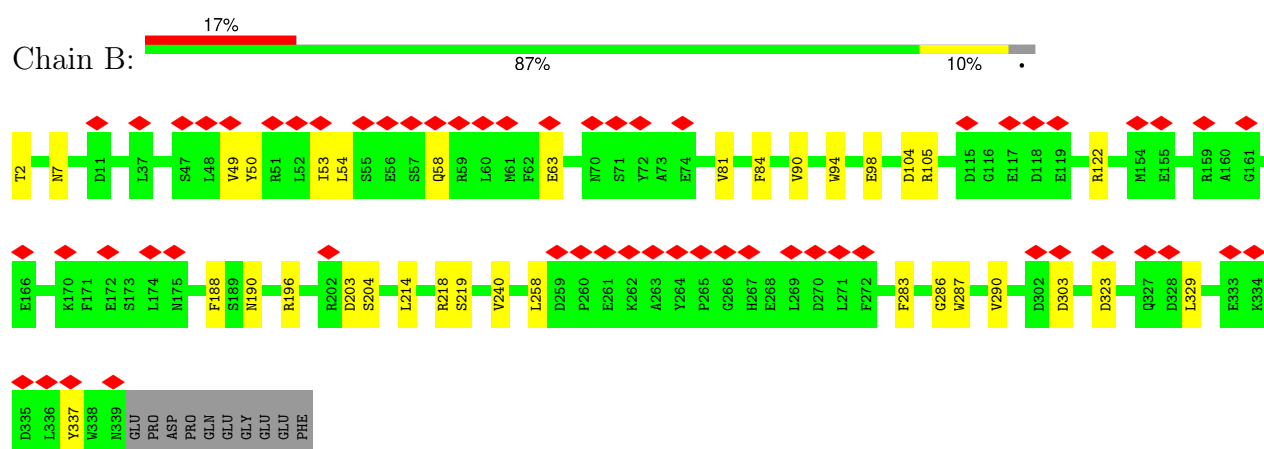 17%
Chain B:
87% 10% •
T2 N7 D11 L37 S47 L48 V49 Y50 R51 L52 I53 L54 S55 E56 S57 Q58 R59 L60 M61 F62 E63 N70 S71 Y72 A73 E74 V81 F84 V90 W94 E98 D104 R105 D115 G116 E117 D118 E119 R122 M154 E155 R159 A160 G161
E166 K170 F171 E172 S173 L174 N175 F188 S189 N190 R196 R202 D203 S204 L214 R218 S219 V240 L258 D259 P260 E261 K262 A263 Y264 P265 G266 H267 E268 L269 D270 L271 F272 F283 G286 W287 V290 D302 D303 D323 Q327 D328 L329 E333 K334
D335 L336 Y337 W338 N339 GLU PRO ASP PRO GLN GLU GLY GLU GLU PHE